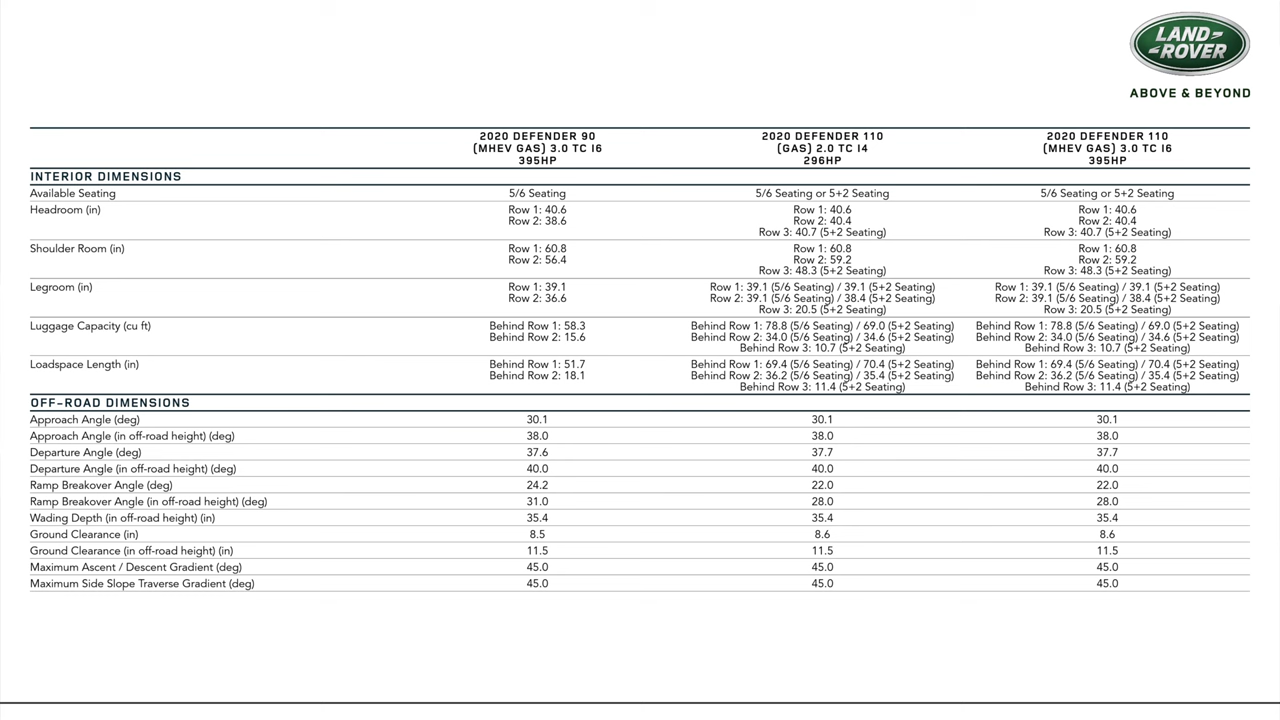 LAND-
-ROVER
ABOVE & BEYOND
2020 DEFENDER 90 2020 DEFENDER 110 2020 DEFENDER 110
(MHEV GAS) 3.0 TC I6 (GAS) 2.0 TC I4 (MHEV GAS) 3.0 TC I6
395HP 296HP 395HP
INTERIOR DIMENSIONS
Available Seating 5/6 Seating 5/6 Seating or 5+2 Seating 5/6 Seating or 5+2 Seating
Headroom (in) Row 1: 40.6 Row 1: 40.6 Row 1: 40.6
Row 2: 38.6 Row 2: 40.4 Row 2: 40.4
Row 3: 40.7 (5+2 Seating) Row 3: 40.7 (5+2 Seating)
Shoulder Room (in) Row 1: 60.8 Row 1: 60.8 Row 1: 60.8
Row 2: 56.4 Row 2: 59.2 Row 2: 59.2
Row 3: 48.3 (5+2 Seating) Row 3: 48.3 (5+2 Seating)
Legroom (in) Row 1: 39.1 Row 1: 39.1 (5/6 Seating) / 39.1 (5+2 Seating) Row 1: 39.1 (5/6 Seating) / 39.1 (5+2 Seating)
Row 2: 36.6 Row 2: 39.1 (5/6 Seating) / 38.4 (5+2 Seating) Row 2: 39.1 (5/6 Seating) / 38.4 (5+2 Seating)
Row 3: 20.5 (5+2 Seating) Row 3: 20.5 (5+2 Seating)
Luggage Capacity (cu ft) Behind Row 1: 58.3 Behind Row 1: 78.8 (5/6 Seating) / 69.0 (5+2 Seating) Behind Row 1: 78.8 (5/6 Seating) / 69.0 (5+2 Seating)
Behind Row 2: 15.6 Behind Row 2: 34.0 (5/6 Seating) / 34.6 (5+2 Seating) Behind Row 2: 34.0 (5/6 Seating) / 34.6 (5+2 Seating)
Behind Row 3: 10.7 (5+2 Seating) Behind Row 3: 10.7 (5+2 Seating)
Loadspace Length (in) Behind Row 1: 51.7 Behind Row 1: 69.4 (5/6 Seating) / 70.4 (5+2 Seating) Behind Row 1: 69.4 (5/6 Seating) / 70.4 (5+2 Seating)
Behind Row 2: 18.1 Behind Row 2: 36.2 (5/6 Seating) / 35.4 (5+2 Seating) Behind Row 2: 36.2 (5/6 Seating) / 35.4 (5+2 Seating)
Behind Row 3: 11.4 (5+2 Seating) Behind Row 3: 11.4 (5+2 Seating)
OFF-ROAD DIMENSIONS
Approach Angle (deg) 30.1 30.1 30.1
Approach Angle (in off-road height) (deg) 38.0 38.0 38.0
Departure Angle (deg) 37.6 37.7 37.7
Departure Angle (in off-road height) (deg) 40.0 40.0 40.0
Ramp Breakover Angle (deg) 24.2 22.0 22.0
Ramp Breakover Angle (in off-road height) (deg) 31.0 28.0 28.0
Wading Depth (in off-road height) (in) 35.4 35.4 35.4
Ground Clearance (in) 8.5 8.6 8.6
Ground Clearance (in off-road height) (in) 11.5 11.5 11.5
Maximum Ascent / Descent Gradient (deg) 45.0 45.0 45.0
Maximum Side Slope Traverse Gradient (deg) 45.0 45.0 45.0